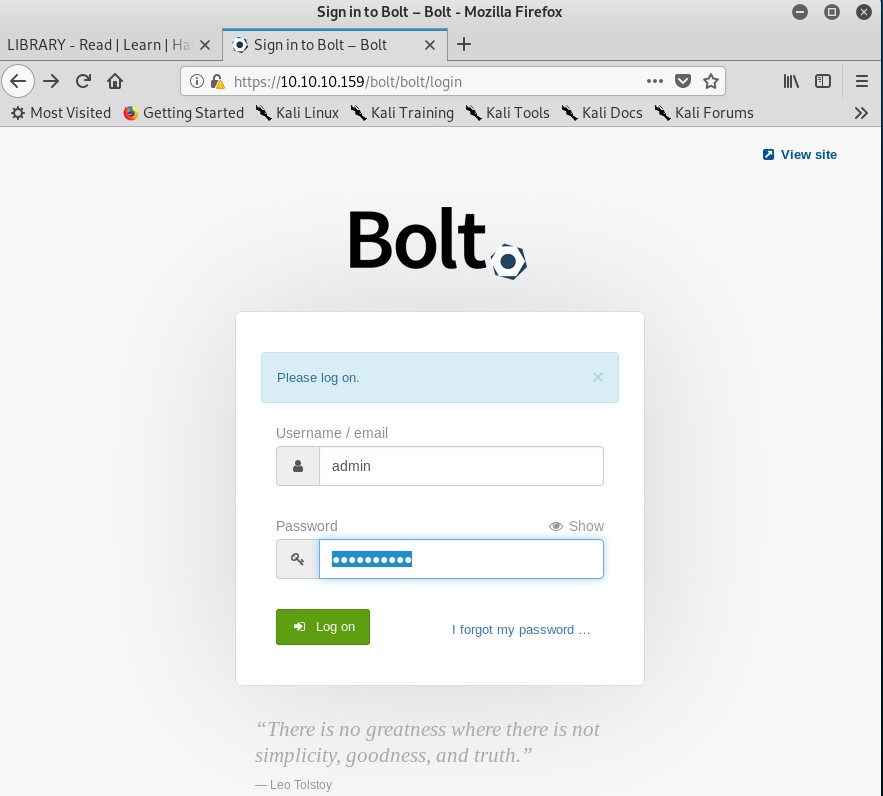 Sign in to Bolt – Bolt - Mozilla Firefox
LIBRARY - Read | Learn | Ha
Sign in to Bolt – Bolt
https://10.10.10.159/bolt/bolt/login
Most Visited Getting Started Kali Linux Kali Training Kali Tools Kali Docs Kali Forums
View site
Bolt
Please log on.
Username / email
admin
Password Show
Log on I forgot my password …
“There is no greatness where there is not
simplicity, goodness, and truth.”
— Leo Tolstoy